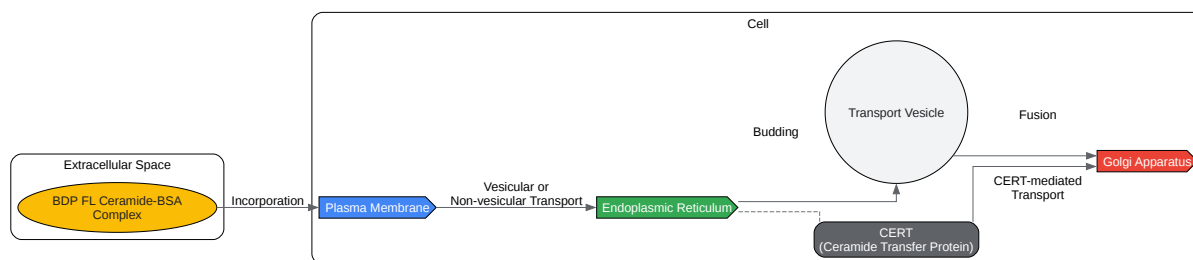 Cell
Extracellular Space
BDP FL Ceramide-BSA
Complex
Incorporation
Plasma Membrane
Vesicular or
Non-vesicular Transport
Endoplasmic Reticulum
Budding
Transport Vesicle
Fusion
CERT
(Ceramide Transfer Protein)
CERT-mediated
Transport
Golgi Apparatus